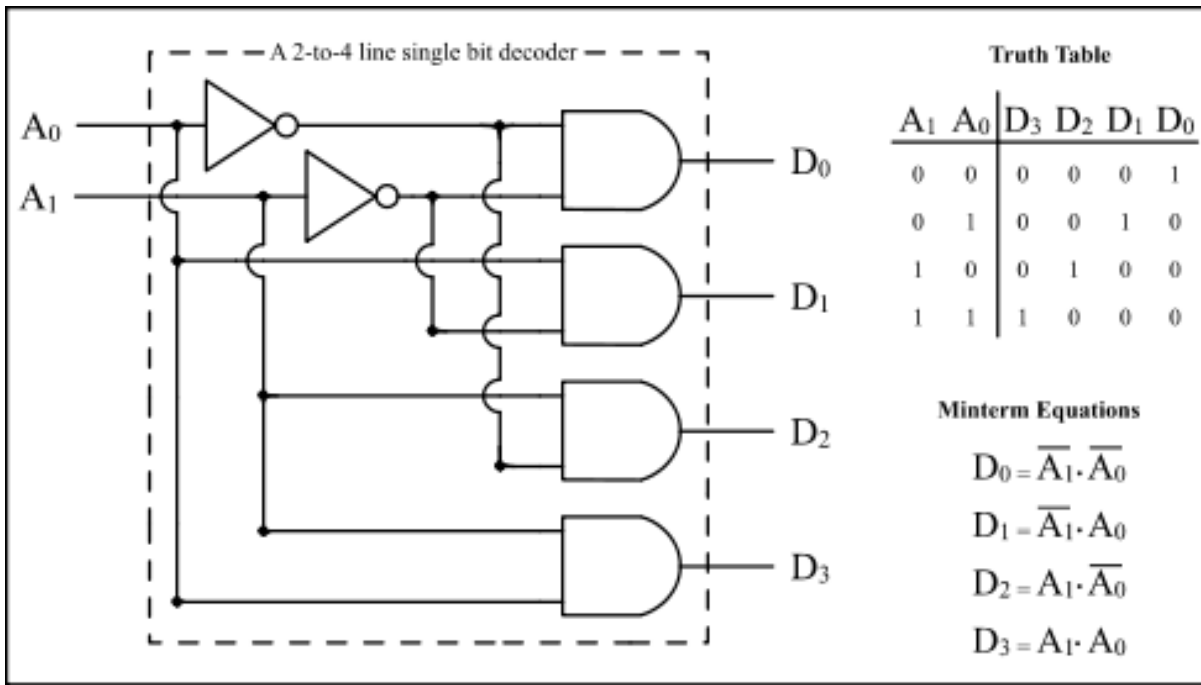 A 2-to-4 line single bit decoder
A₀
A₁
D₀
D₁
D₂
D₃
Truth Table
A₁ A₀ D₃ D₂ D₁ D₀
0 0 0 0 0 1
0 1 0 0 1 0
1 0 0 1 0 0
1 1 1 0 0 0
Minterm Equations
D₀ = A̅₁ · A̅₀
D₁ = A̅₁ · A₀
D₂ = A₁ · A̅₀
D₃ = A₁ · A₀